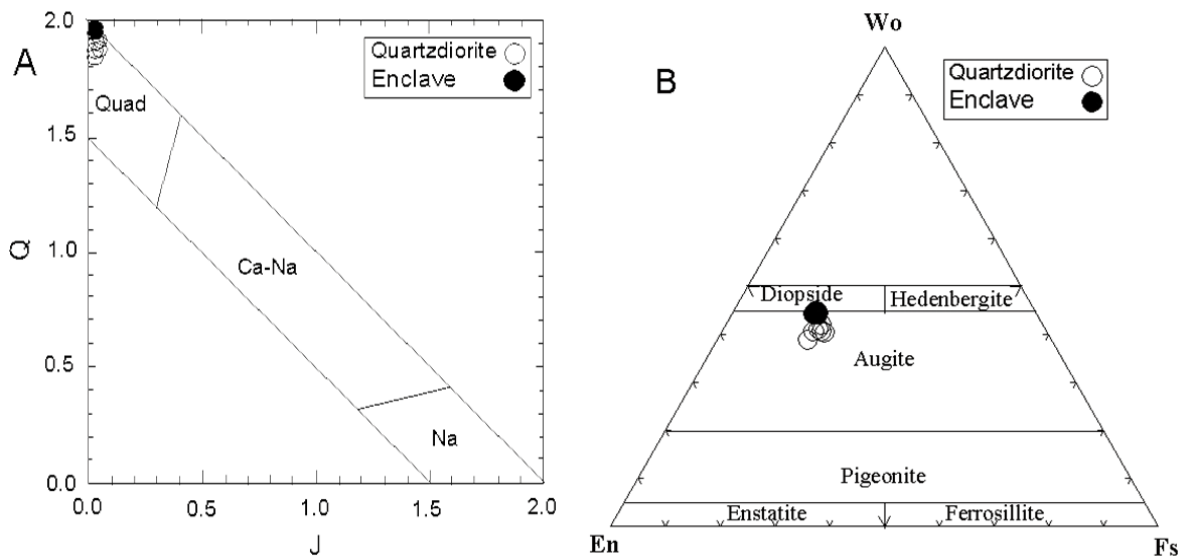 A
2.0
1.5
1.0
0.5
0.0
Q
0.0
0.5
1.0
1.5
2.0
J
Quad
Ca-Na
Na
Quartzdiorite
Enclave
B
Wo
Quartzdiorite
Enclave
Diopside
Hedenbergite
Augite
Pigeonite
Enstatite
Ferrosillite
En
Fs